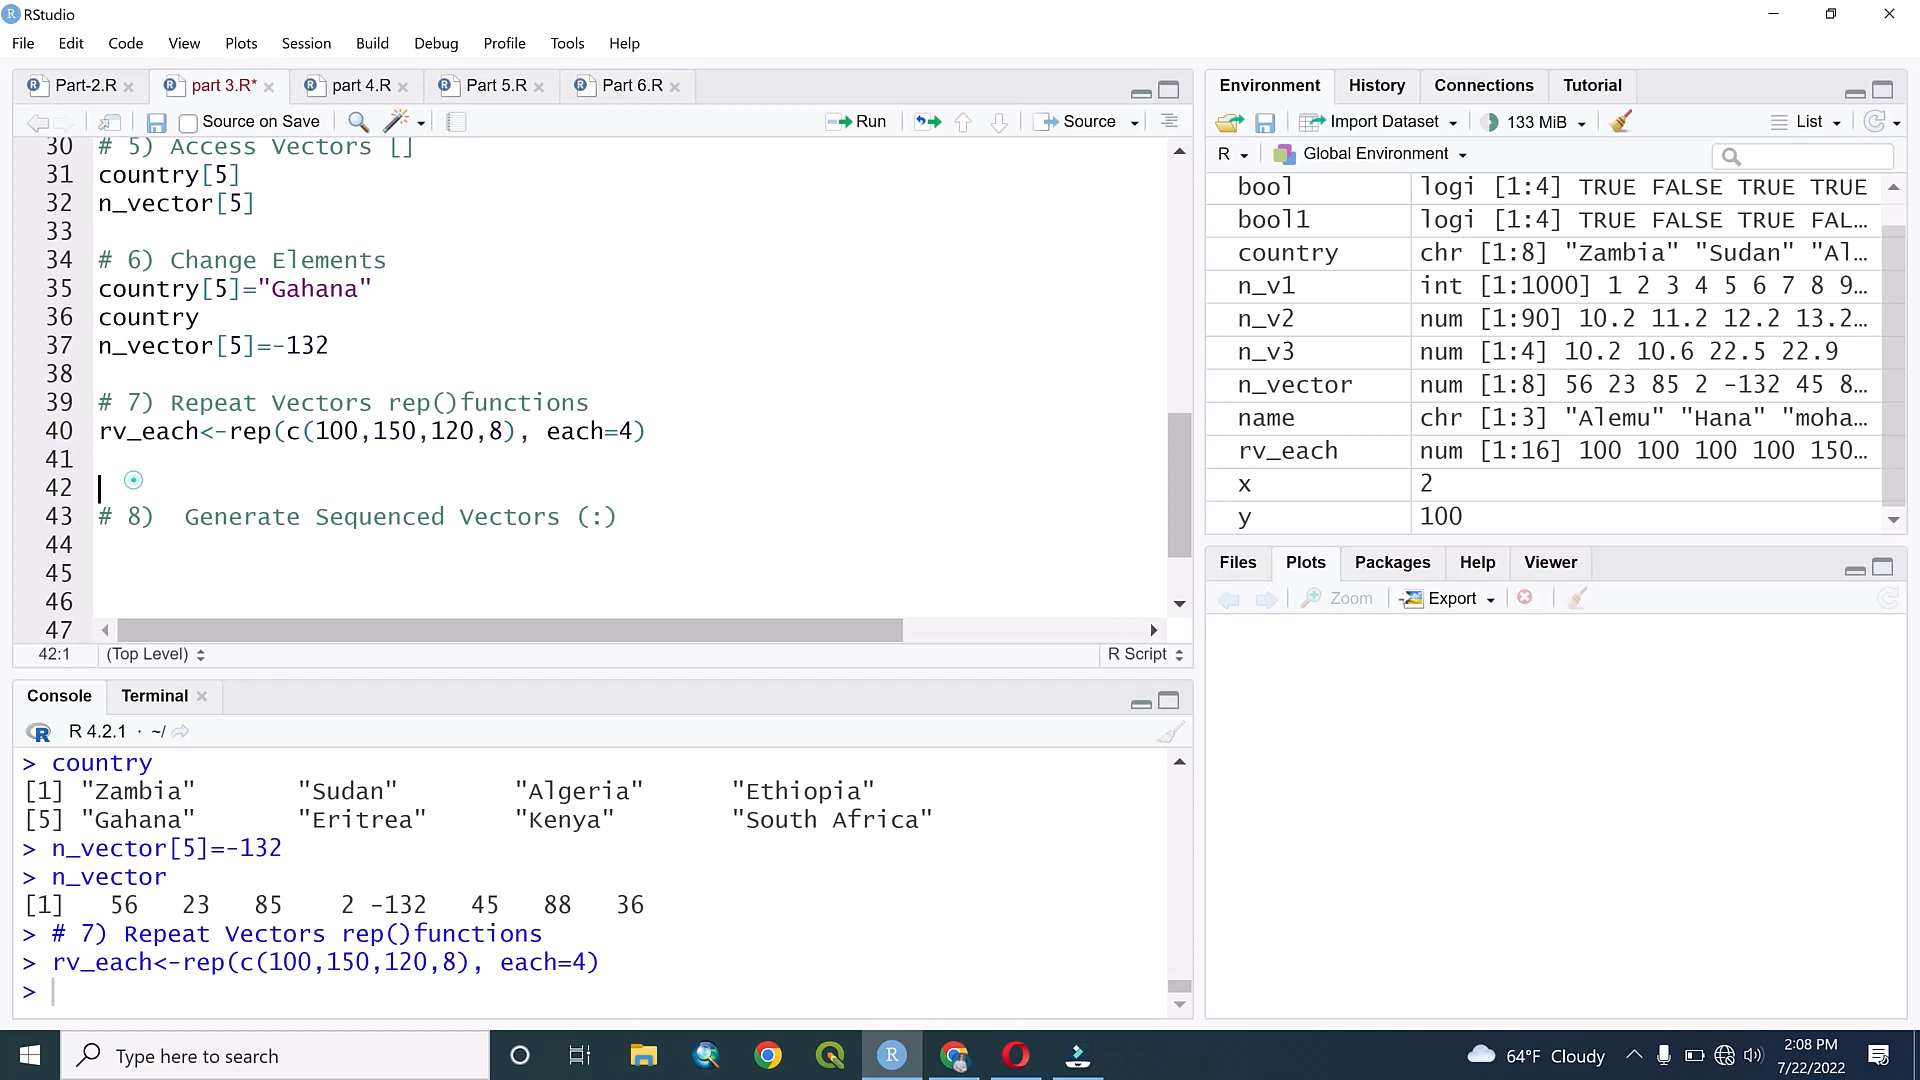 RStudio
File Edit Code View Plots Session Build Debug Profile Tools Help
Part-2.R part 3.R* part 4.R Part 5.R Part 6.R
Source on Save Run Source
30 # 5) Access Vectors []
31 country[5]
32 n_vector[5]
33
34 # 6) Change Elements
35 country[5]="Gahana"
36 country
37 n_vector[5]=-132
38
39 # 7) Repeat Vectors rep()functions
40 rv_each<-rep(c(100,150,120,8), each=4)
41
42
43 # 8)  Generate Sequenced Vectors (:)
44
45
46
47
42:1 (Top Level) R Script
Console Terminal
R 4.2.1 · ~/
> country
[1] "Zambia" "Sudan" "Algeria" "Ethiopia"
[5] "Gahana" "Eritrea" "Kenya" "South Africa"
> n_vector[5]=-132
> n_vector
[1] 56 23 85 2 -132 45 88 36
> # 7) Repeat Vectors rep()functions
> rv_each<-rep(c(100,150,120,8), each=4)
>
Environment History Connections Tutorial
Import Dataset 133 MiB List
R Global Environment
bool logi [1:4] TRUE FALSE TRUE TRUE
bool1 logi [1:4] TRUE FALSE TRUE FAL…
country chr [1:8] "Zambia" "Sudan" "Al…
n_v1 int [1:1000] 1 2 3 4 5 6 7 8 9…
n_v2 num [1:90] 10.2 11.2 12.2 13.2…
n_v3 num [1:4] 10.2 10.6 22.5 22.9
n_vector num [1:8] 56 23 85 2 -132 45 8…
name chr [1:3] "Alemu" "Hana" "moha…
rv_each num [1:16] 100 100 100 100 150…
x 2
y 100
Files Plots Packages Help Viewer
Zoom Export
Type here to search
64°F Cloudy
2:08 PM
7/22/2022